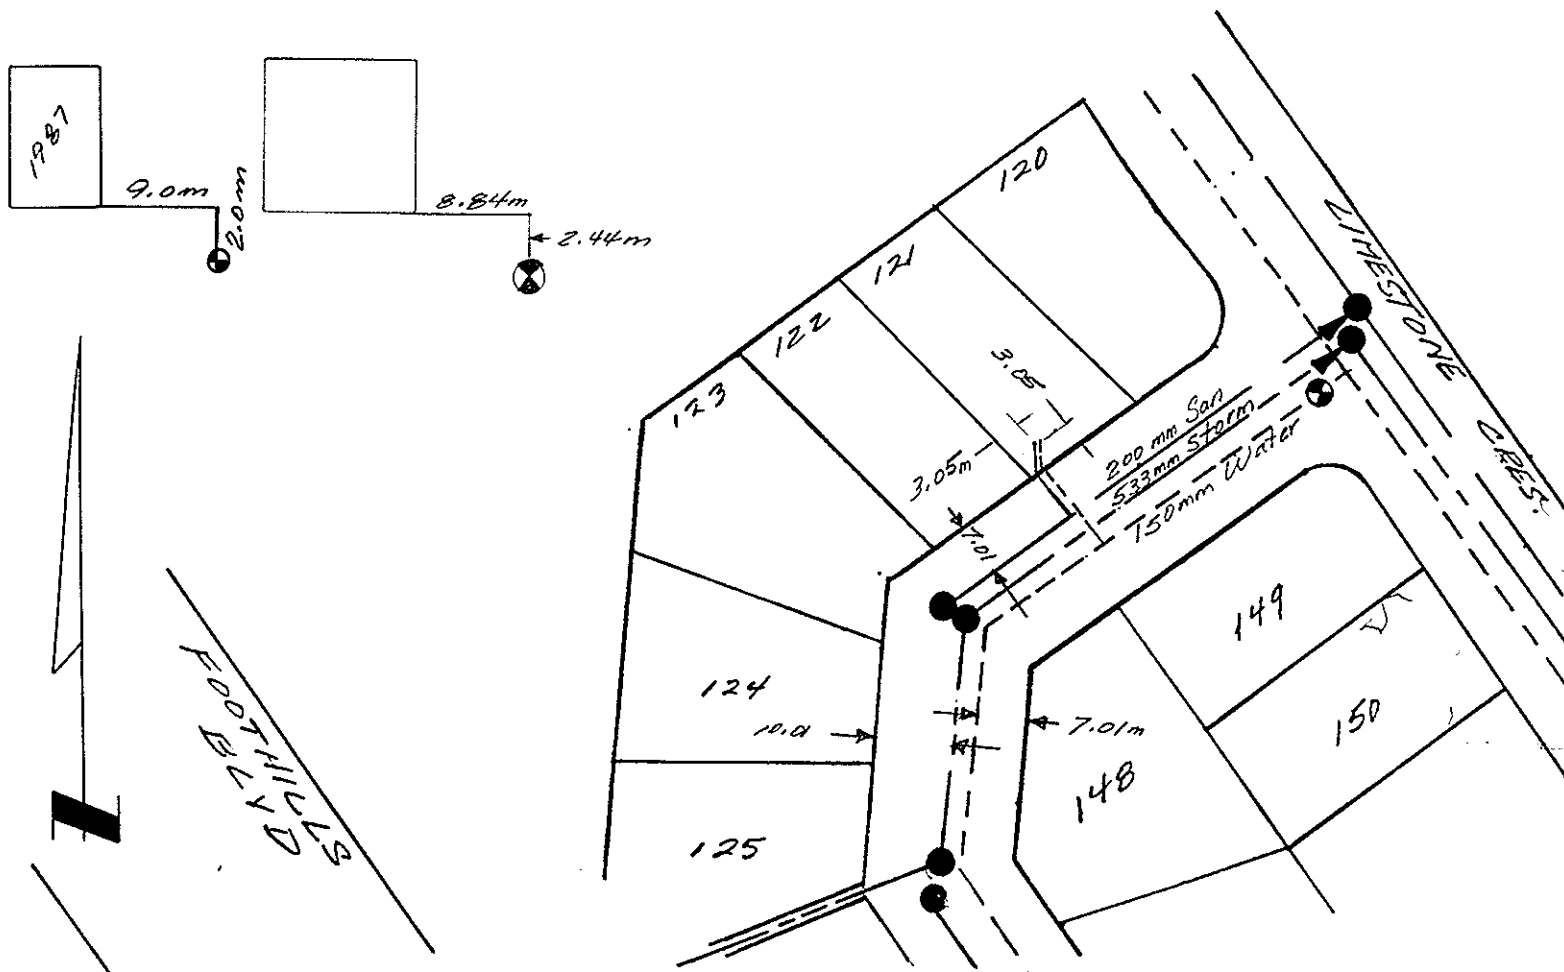 1987
9.0m
2.0m
8.84m
2.44m
120
121
122
123
3.05
3.05m
7.01
200 mm San
533mm Storm
150mm Water
LIMESTONE CRES.
124
10.01
125
7.01m
148
149
150
FOOTHILLS
BLVD